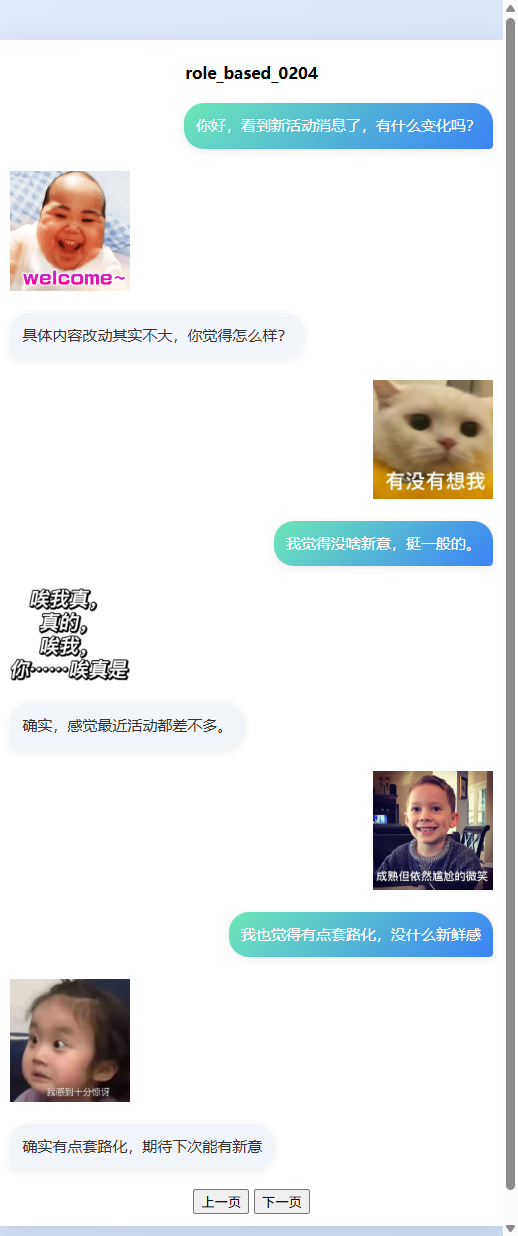 role_based_0204
你好，看到新活动消息了，有什么变化吗？
welcome~
具体内容改动其实不大，你觉得怎么样？
有没有想我
我觉得没啥新意，挺一般的。
唉我真，
真的，
唉我，
你……唉真是
确实，感觉最近活动都差不多。
成熟但依然尴尬的微笑
我也觉得有点套路化，没什么新鲜感
我感到十分惊讶
确实有点套路化，期待下次能有新意
上一页 下一页